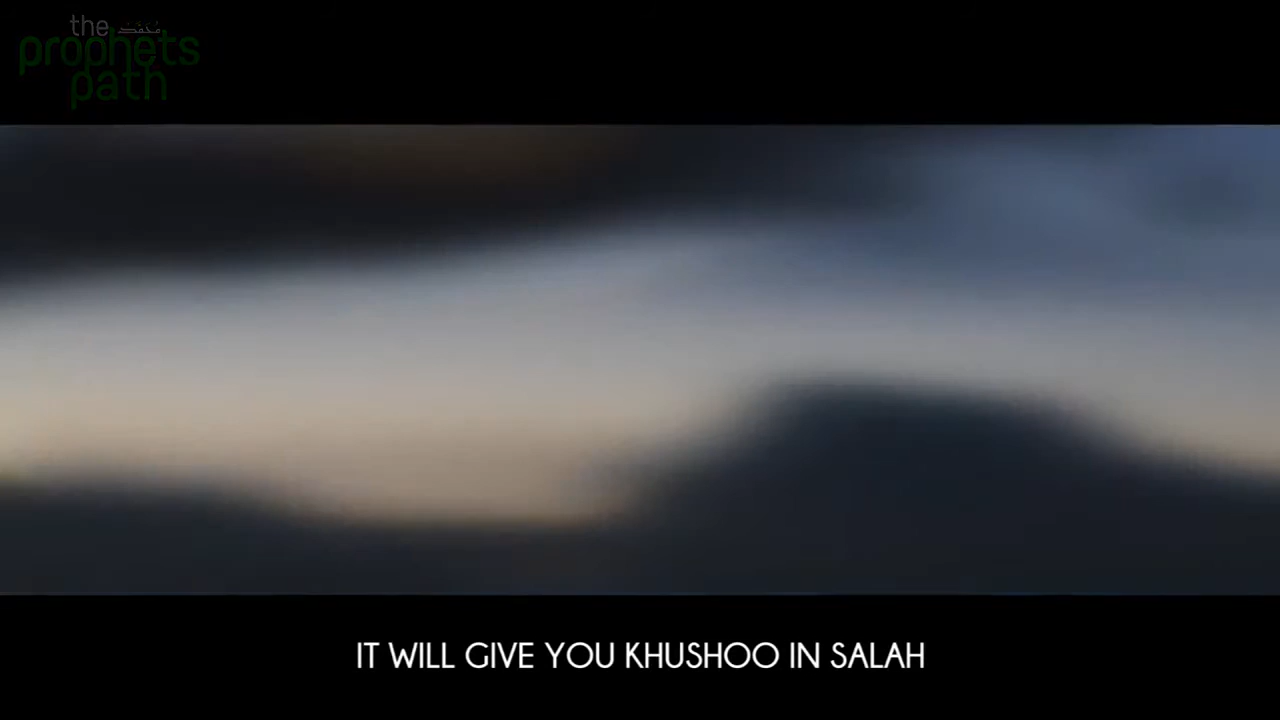 the مُحَمَّد
prophets
path
IT WILL GIVE YOU KHUSHOO IN SALAH